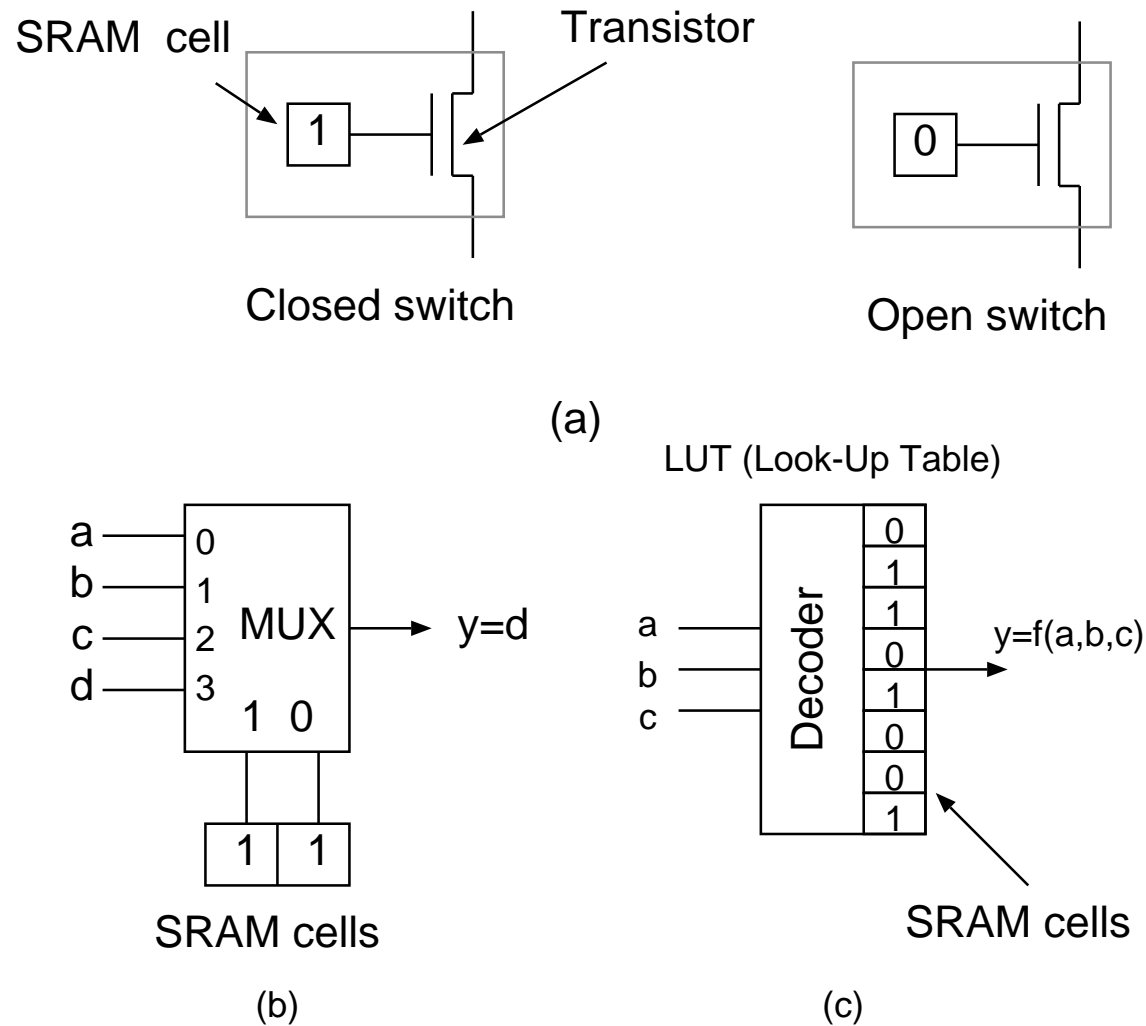 SRAM cell
Transistor
1
0
Closed switch
Open switch
(a)
LUT (Look-Up Table)
a
b
c
d
0
1
2
3
MUX
1 0
y=d
1 1
SRAM cells
(b)
a
b
c
Decoder
0
1
1
0
1
0
0
1
y=f(a,b,c)
SRAM cells
(c)